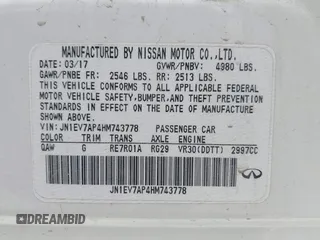 MANUFACTURED BY NISSAN MOTOR CO.,LTD.
DATE: 03/17 GVWR/PNBV: 4980 LBS.
GAWR/PNBE FR: 2546 LBS. RR: 2513 LBS.
THIS VEHICLE CONFORMS TO ALL APPLICABLE FEDERAL
MOTOR VEHICLE SAFETY,BUMPER,AND THEFT PREVENTION
STANDARDS IN EFFECT ON THE DATE OF MANUFACTURE
SHOWN ABOVE.
VIN: JN1EV7AP4HM743778 PASSENGER CAR
COLOR TRIM TRANS AXLE ENGINE
QAW G RE7R01A RG29 VR30(DDTT) 2997CC
JN1EV7AP4HM743778
INFINITI
© DREAMBID
dreambid.com